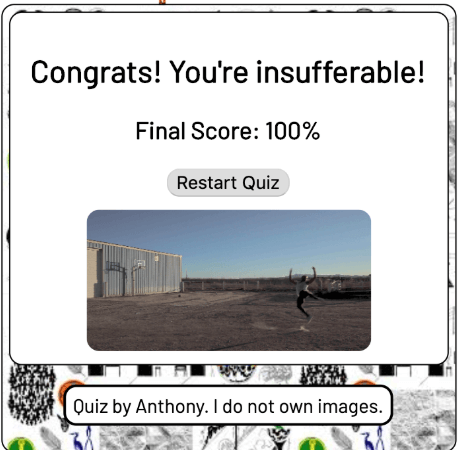 Congrats! You're insufferable!
Final Score: 100%
Restart Quiz
Quiz by Anthony. I do not own images.